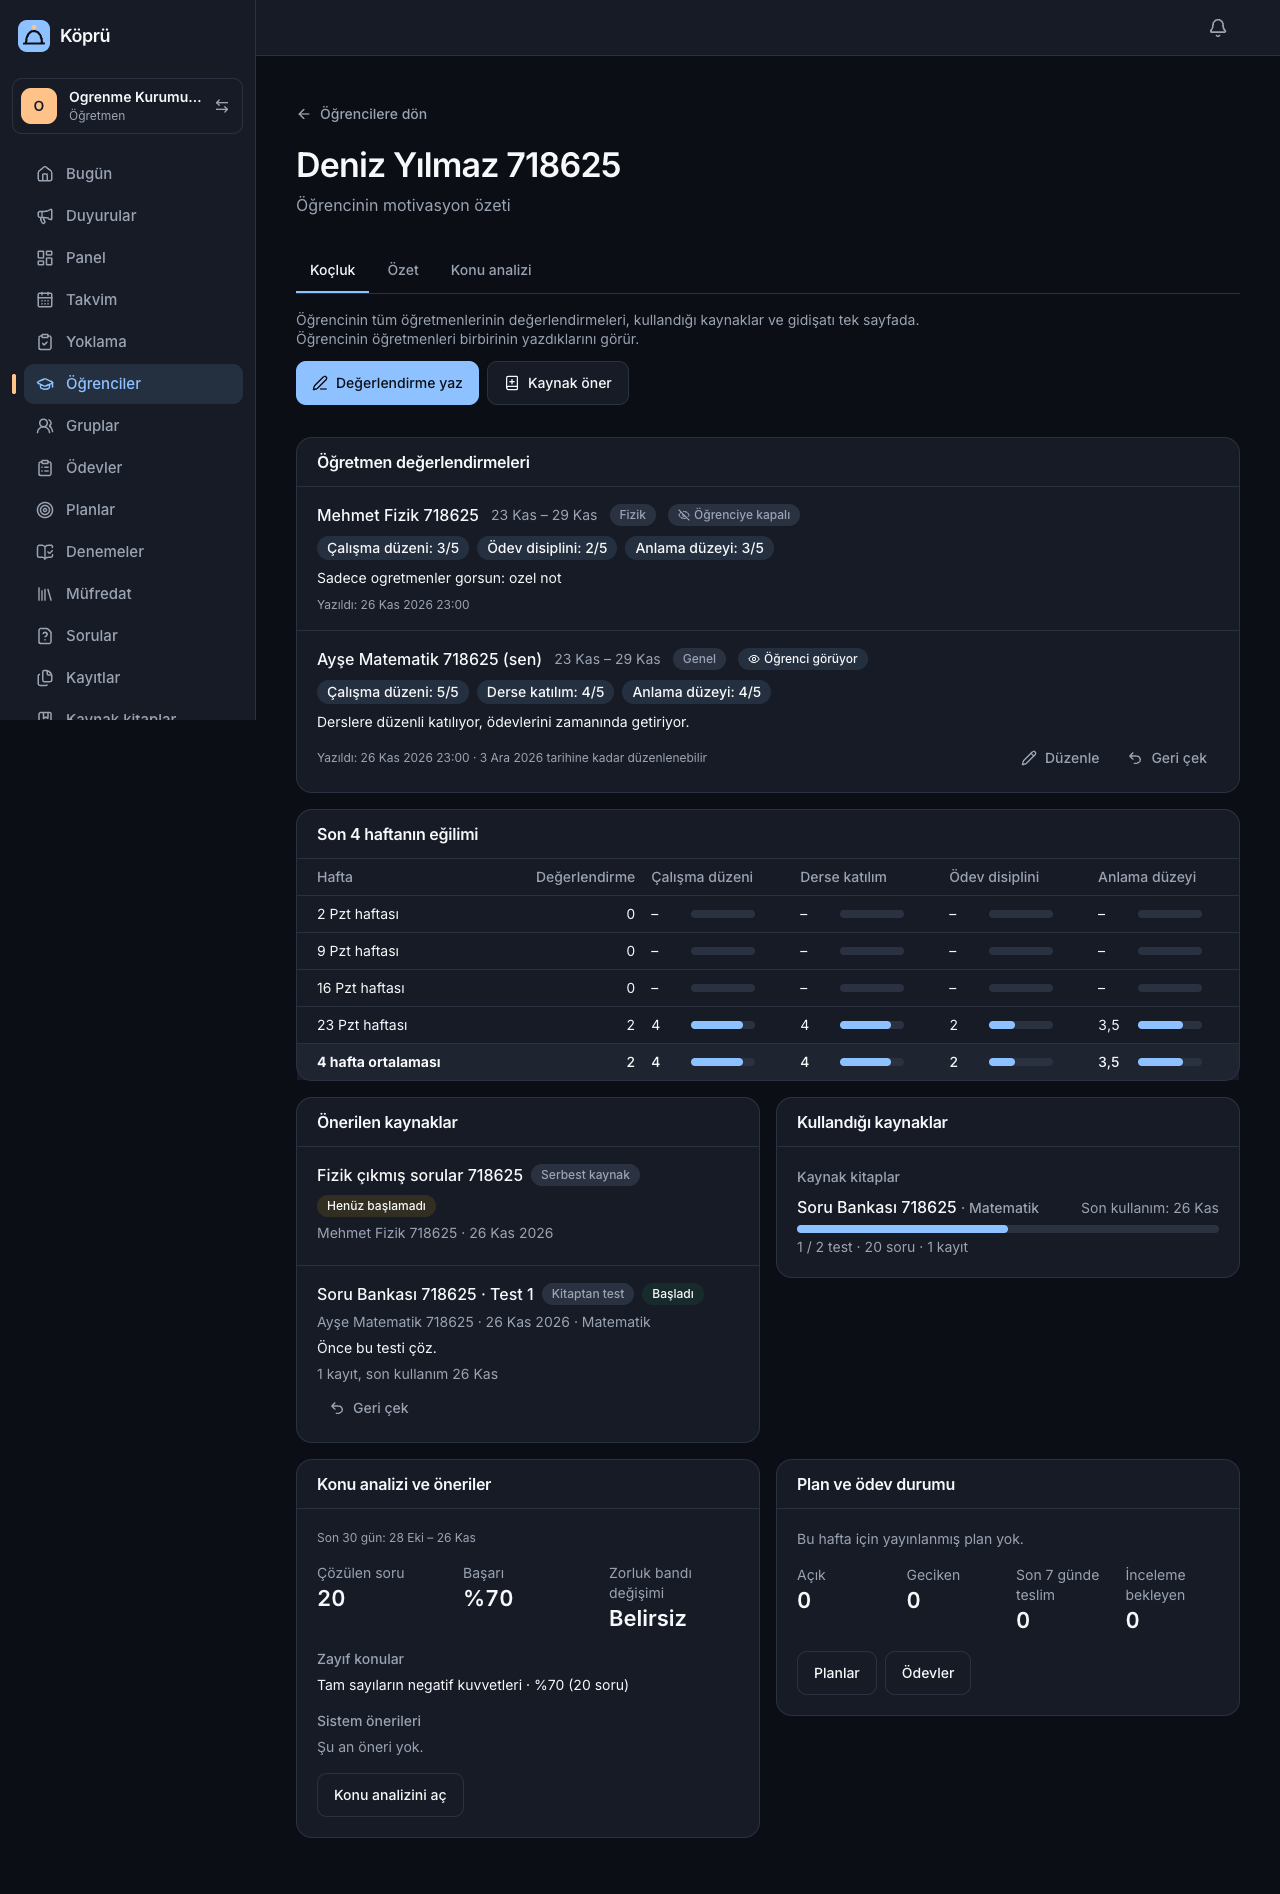 Köprü
O
Ogrenme Kurumu...
Öğretmen
Bugün
Duyurular
Panel
Takvim
Yoklama
Öğrenciler
Gruplar
Ödevler
Planlar
Denemeler
Müfredat
Sorular
Kayıtlar
Kaynak kitaplar
Öğrencilere dön
Deniz Yılmaz 718625
Öğrencinin motivasyon özeti
Koçluk Özet Konu analizi
Öğrencinin tüm öğretmenlerinin değerlendirmeleri, kullandığı kaynaklar ve gidişatı tek sayfada.
Öğrencinin öğretmenleri birbirinin yazdıklarını görür.
Değerlendirme yaz Kaynak öner
Öğretmen değerlendirmeleri
Mehmet Fizik 718625 23 Kas – 29 Kas Fizik Öğrenciye kapalı
Çalışma düzeni: 3/5 Ödev disiplini: 2/5 Anlama düzeyi: 3/5
Sadece ogretmenler gorsun: ozel not
Yazıldı: 26 Kas 2026 23:00
Ayşe Matematik 718625 (sen) 23 Kas – 29 Kas Genel Öğrenci görüyor
Çalışma düzeni: 5/5 Derse katılım: 4/5 Anlama düzeyi: 4/5
Derslere düzenli katılıyor, ödevlerini zamanında getiriyor.
Yazıldı: 26 Kas 2026 23:00 · 3 Ara 2026 tarihine kadar düzenlenebilir Düzenle Geri çek
Son 4 haftanın eğilimi
Hafta Değerlendirme Çalışma düzeni Derse katılım Ödev disiplini Anlama düzeyi
2 Pzt haftası 0 – – – –
9 Pzt haftası 0 – – – –
16 Pzt haftası 0 – – – –
23 Pzt haftası 2 4 4 2 3,5
4 hafta ortalaması 2 4 4 2 3,5
Önerilen kaynaklar
Fizik çıkmış sorular 718625 Serbest kaynak
Henüz başlamadı
Mehmet Fizik 718625 · 26 Kas 2026
Soru Bankası 718625 · Test 1 Kitaptan test Başladı
Ayşe Matematik 718625 · 26 Kas 2026 · Matematik
Önce bu testi çöz.
1 kayıt, son kullanım 26 Kas
Geri çek
Kullandığı kaynaklar
Kaynak kitaplar
Soru Bankası 718625 · Matematik Son kullanım: 26 Kas
1 / 2 test · 20 soru · 1 kayıt
Konu analizi ve öneriler
Son 30 gün: 28 Eki – 26 Kas
Çözülen soru
20
Başarı
%70
Zorluk bandı
değişimi
Belirsiz
Zayıf konular
Tam sayıların negatif kuvvetleri · %70 (20 soru)
Sistem önerileri
Şu an öneri yok.
Konu analizini aç
Plan ve ödev durumu
Bu hafta için yayınlanmış plan yok.
Açık
0
Geciken
0
Son 7 günde
teslim
0
İnceleme
bekleyen
0
Planlar Ödevler